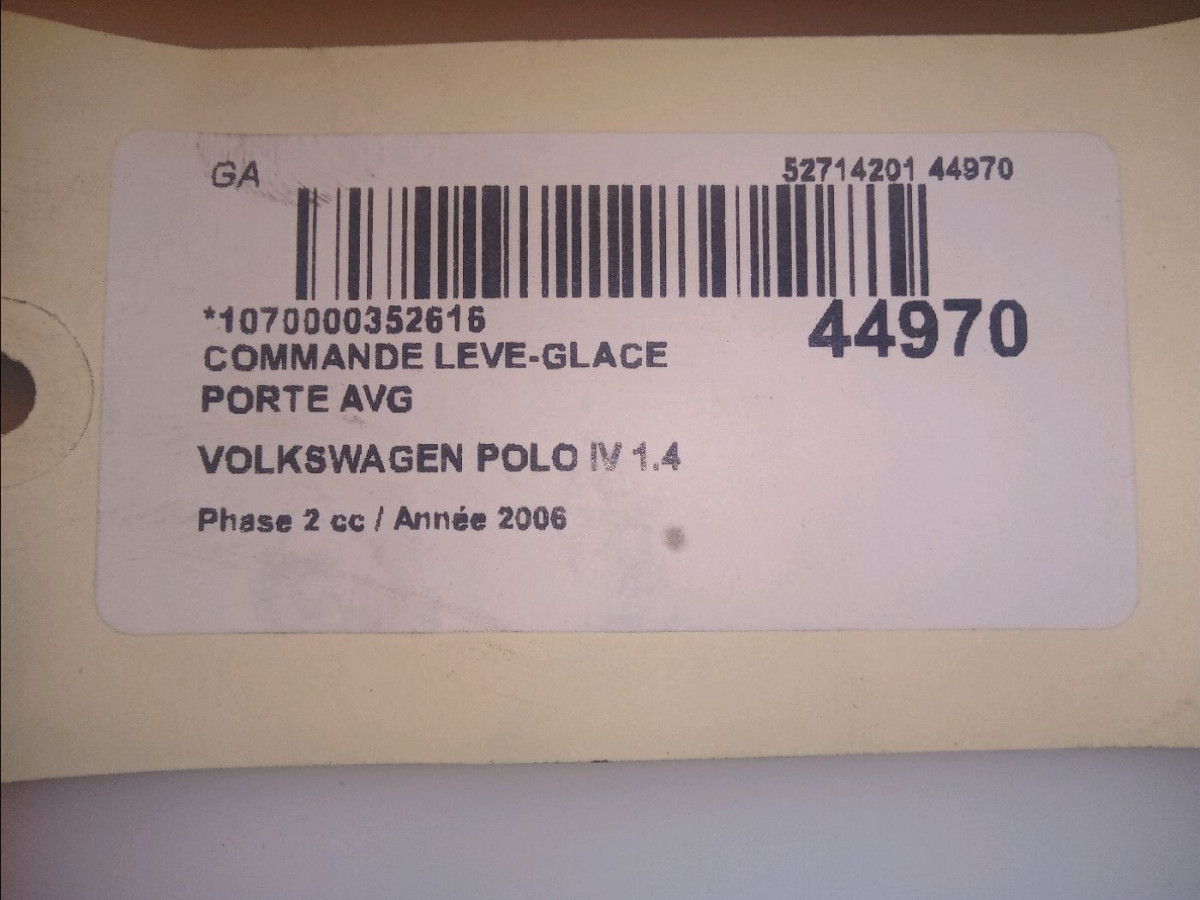 GA
52714201 44970
*1070000352616
44970
COMMANDE LEVE-GLACE
PORTE AVG
VOLKSWAGEN POLO IV 1.4
Phase 2 cc / Année 2006